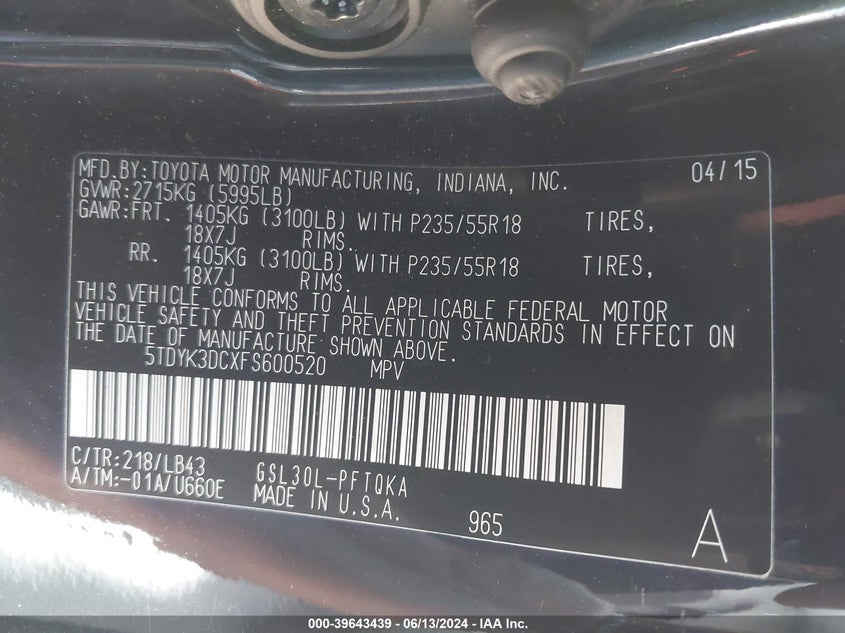 MFD.BY:TOYOTA MOTOR MANUFACTURING, INDIANA, INC. 04/15
GVWR:2715KG (5995LB)
GAWR:FRT. 1405KG (3100LB) WITH P235/55R18 TIRES,
18X7J RIMS.
RR. 1405KG (3100LB) WITH P235/55R18 TIRES,
18X7J RIMS.
THIS VEHICLE CONFORMS TO ALL APPLICABLE FEDERAL MOTOR
VEHICLE SAFETY AND THEFT PREVENTION STANDARDS IN EFFECT ON
THE DATE OF MANUFACTURE SHOWN ABOVE.
5TDYK3DCXFS600520 MPV
C/TR:218/LB43 GSL30L-PFTQKA
A/TM:-01A/U660E MADE IN U.S.A. 965 A
000-39643439 - 06/13/2024 - IAA Inc.